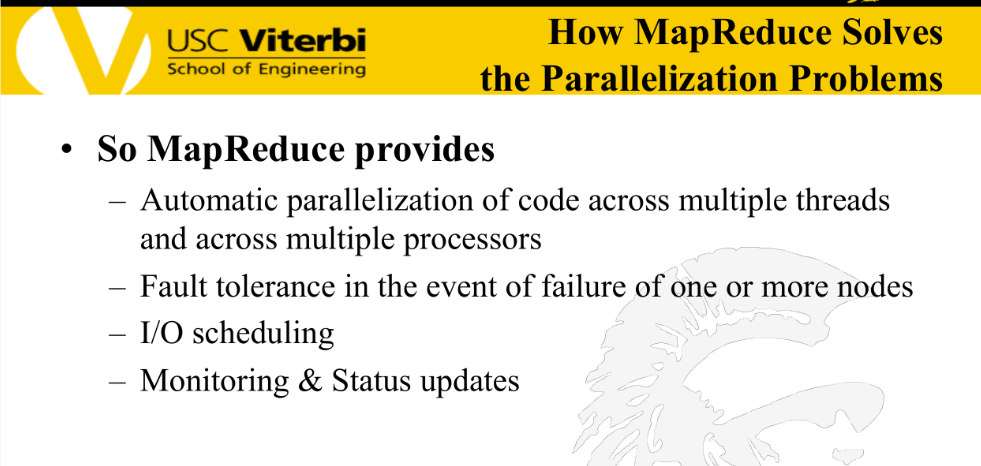 USC Viterbi
School of Engineering
How MapReduce Solves
the Parallelization Problems
• So MapReduce provides
– Automatic parallelization of code across multiple threads
and across multiple processors
– Fault tolerance in the event of failure of one or more nodes
– I/O scheduling
– Monitoring & Status updates